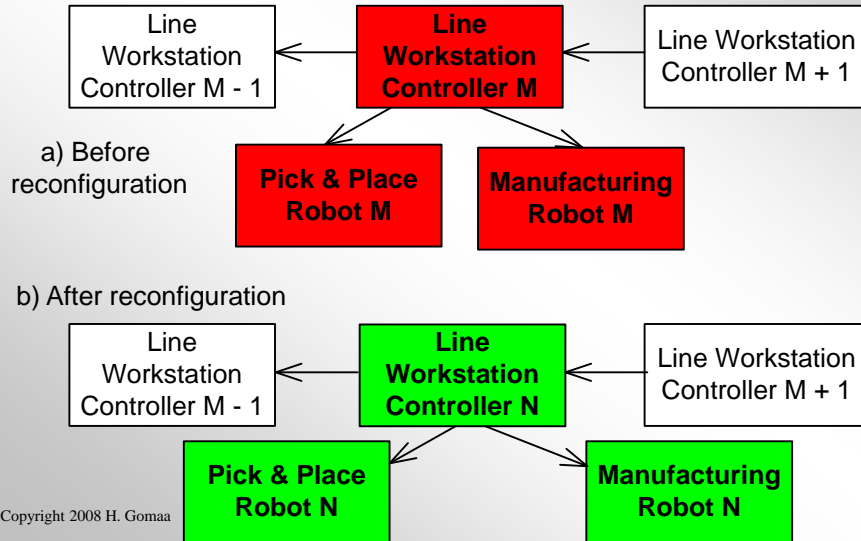 Line
Workstation
Controller M - 1
Line
Workstation
Controller M
Line Workstation
Controller M + 1
a) Before
reconfiguration
Pick & Place
Robot M
Manufacturing
Robot M
b) After reconfiguration
Line
Workstation
Controller M - 1
Line
Workstation
Controller N
Line Workstation
Controller M + 1
Pick & Place
Robot N
Manufacturing
Robot N
Copyright 2008 H. Gomaa